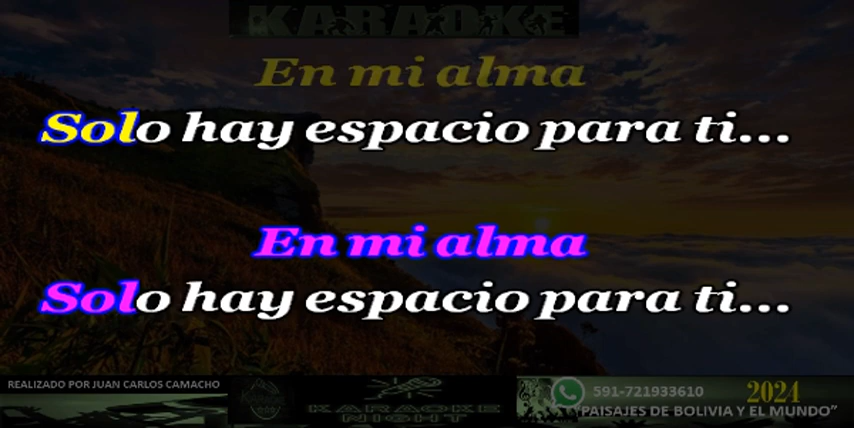 KARAOKE
En mi alma
Solo hay espacio para ti...
En mi alma
Solo hay espacio para ti...
REALIZADO POR JUAN CARLOS CAMACHO
KARAOKE
NIGHT
591-721933610
2024
PAISAJES DE BOLIVIA Y EL MUNDO"